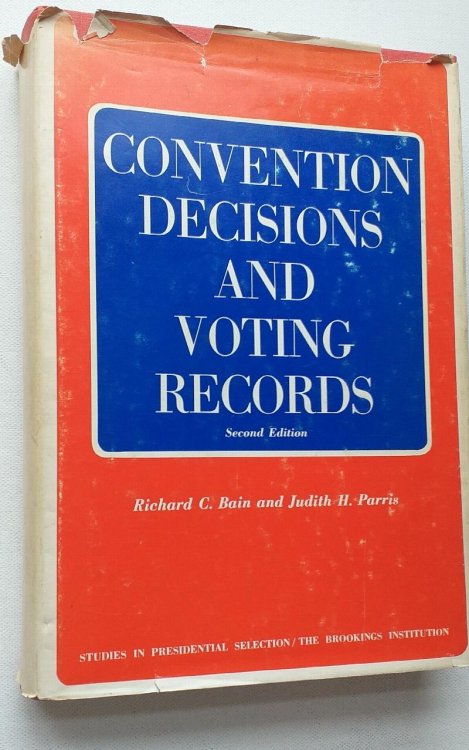 CONVENTION
DECISIONS
AND
VOTING
RECORDS
Second Edition
Richard C. Bain and Judith H. Parris
STUDIES IN PRESIDENTIAL SELECTION/THE BROOKINGS INSTITUTION